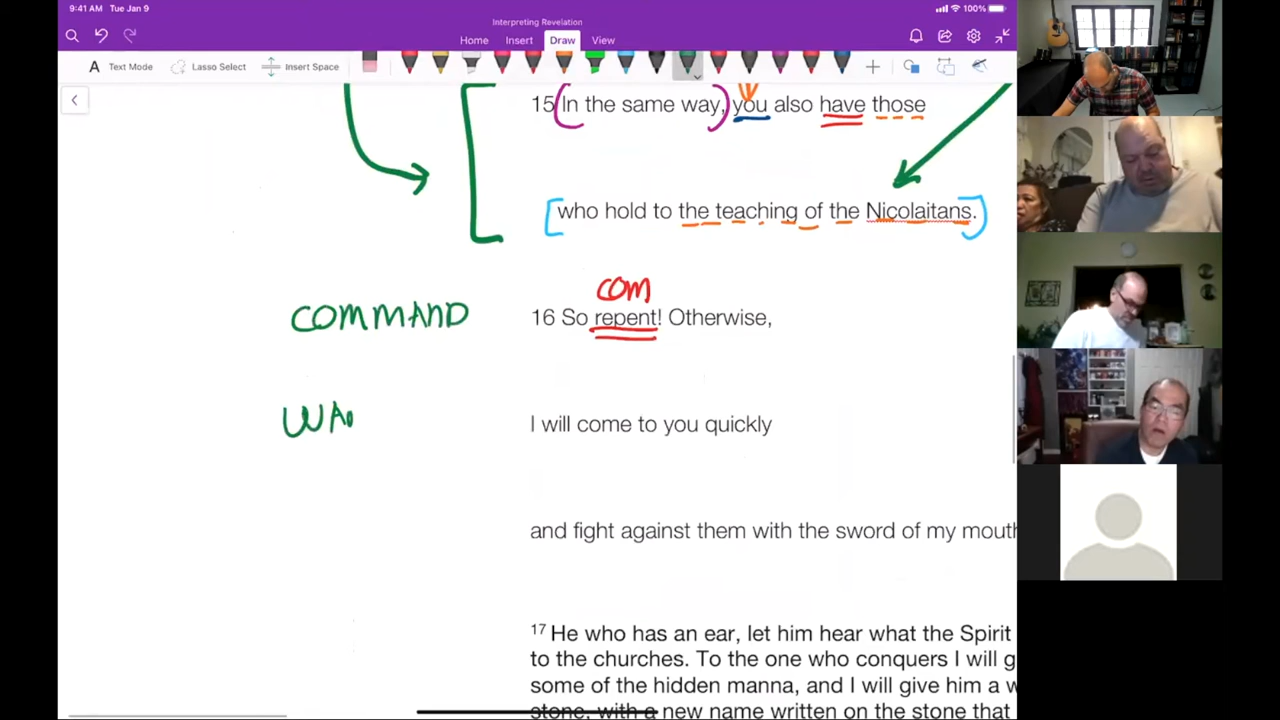 9:41 AM Tue Jan 9
100%
Interpreting Revelation
Home Insert Draw View
A Text Mode Lasso Select Insert Space
15 In the same way, you also have those
who hold to the teaching of the Nicolaitans.
COM
COMMAND
16 So repent! Otherwise,
WA
I will come to you quickly
and fight against them with the sword of my mouth
17 He who has an ear, let him hear what the Spirit
to the churches. To the one who conquers I will g
some of the hidden manna, and I will give him a w
stone, with a new name written on the stone that